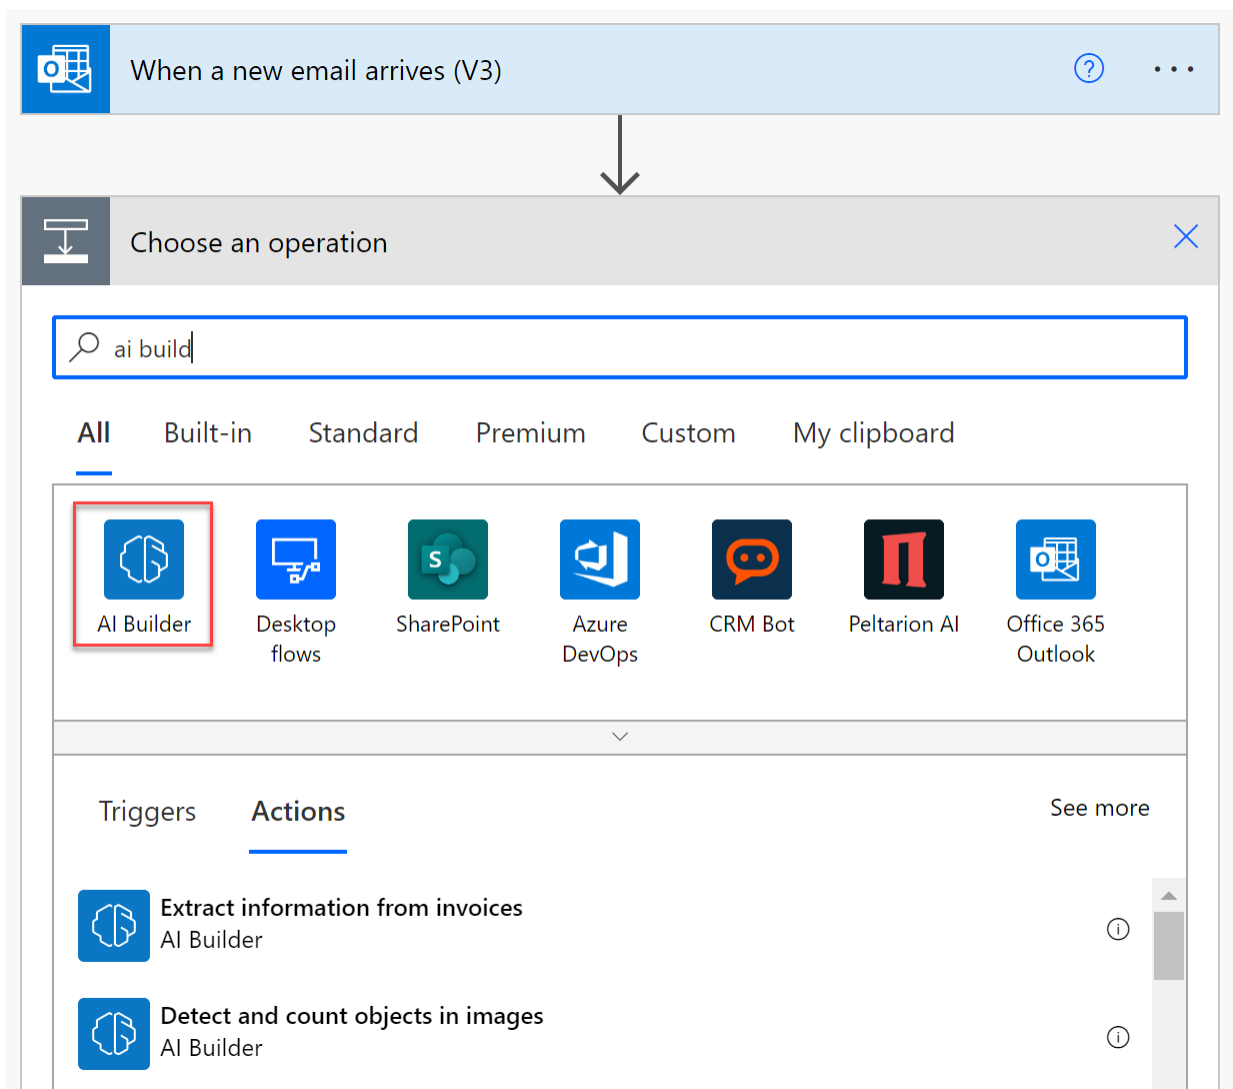 When a new email arrives (V3)
Choose an operation
ai build
All Built-in Standard Premium Custom My clipboard
AI Builder
Desktop
flows
SharePoint
Azure
DevOps
CRM Bot
Peltarion AI
Office 365
Outlook
Triggers Actions See more
Extract information from invoices
AI Builder
Detect and count objects in images
AI Builder